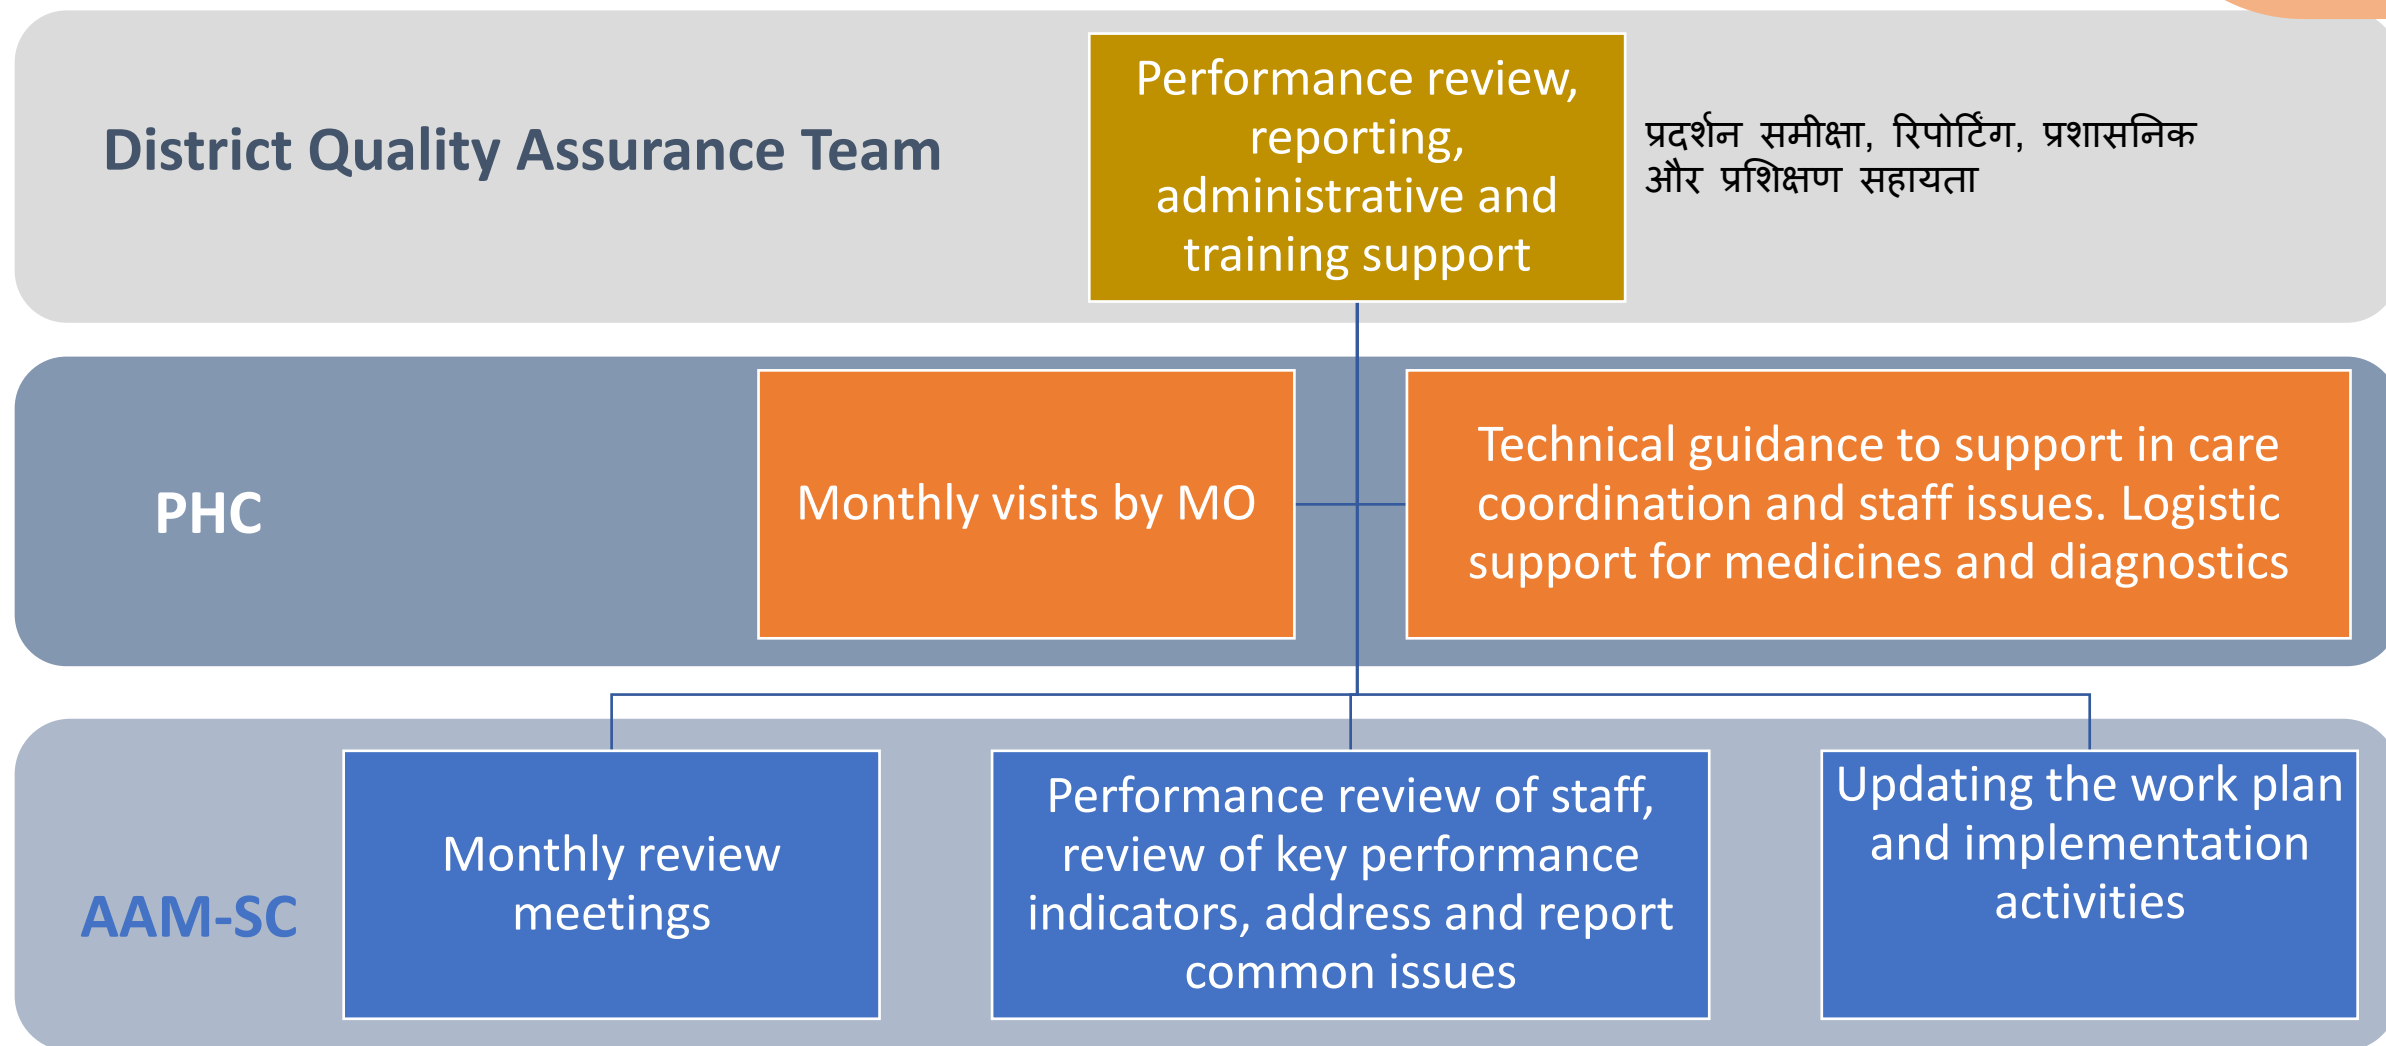 District Quality Assurance Team
Performance review,
reporting,
administrative and
training support
प्रदर्शन समीक्षा, रिपोर्टिंग, प्रशासनिक
और प्रशिक्षण सहायता
PHC
Monthly visits by MO
Technical guidance to support in care
coordination and staff issues. Logistic
support for medicines and diagnostics
AAM-SC
Monthly review
meetings
Performance review of staff,
review of key performance
indicators, address and report
common issues
Updating the work plan
and implementation
activities